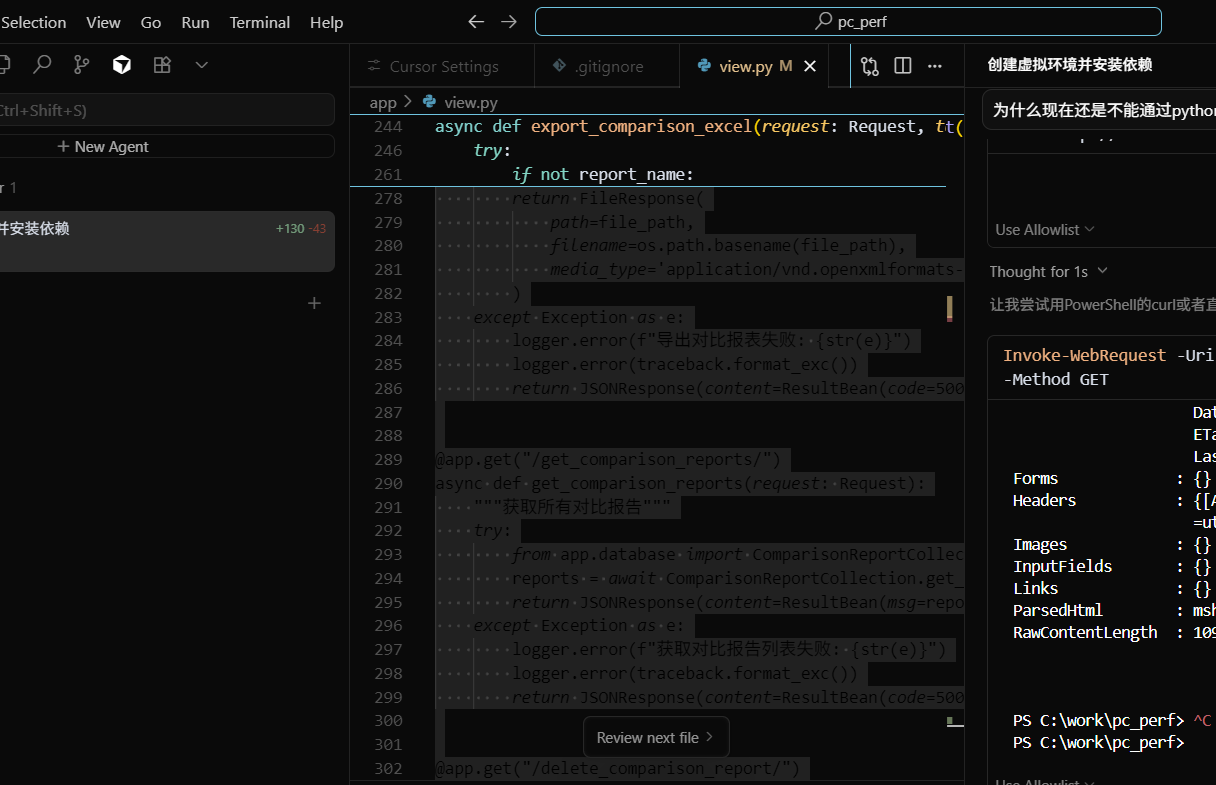 Selection View Go Run Terminal Help
pc_perf
Ctrl+Shift+S)
+ New Agent
r 1
并安装依赖
+130 -43
+
Cursor Settings
.gitignore
view.py M
app > view.py
244 async def export_comparison_excel(request: Request, tt(
246     try:
261         if not report_name:
278         return FileResponse(
279             path=file_path,
280             filename=os.path.basename(file_path),
281             media_type='application/vnd.openxmlformats-
282         )
283     except Exception as e:
284         logger.error(f"导出对比报表失败: {str(e)}")
285         logger.error(traceback.format_exc())
286         return JSONResponse(content=ResultBean(code=500
287
288
289 @app.get("/get_comparison_reports/")
290 async def get_comparison_reports(request: Request):
291     """获取所有对比报告"""
292     try:
293         from app.database import ComparisonReportCollec
294         reports = await ComparisonReportCollection.get_
295         return JSONResponse(content=ResultBean(msg=repo
296     except Exception as e:
297         logger.error(f"获取对比报告列表失败: {str(e)}")
298         logger.error(traceback.format_exc())
299         return JSONResponse(content=ResultBean(code=500
300
301
302 @app.get("/delete_comparison_report/")
Review next file
创建虚拟环境并安装依赖
为什么现在还是不能通过python
Use Allowlist
Thought for 1s
让我尝试用PowerShell的curl或者直
Invoke-WebRequest -Uri
-Method GET
Dat
ETa
Las
Forms : {}
Headers : {[A
=ut
Images : {}
InputFields : {}
Links : {}
ParsedHtml : msh
RawContentLength : 109
PS C:\work\pc_perf> ^C
PS C:\work\pc_perf>
Use Allowlist